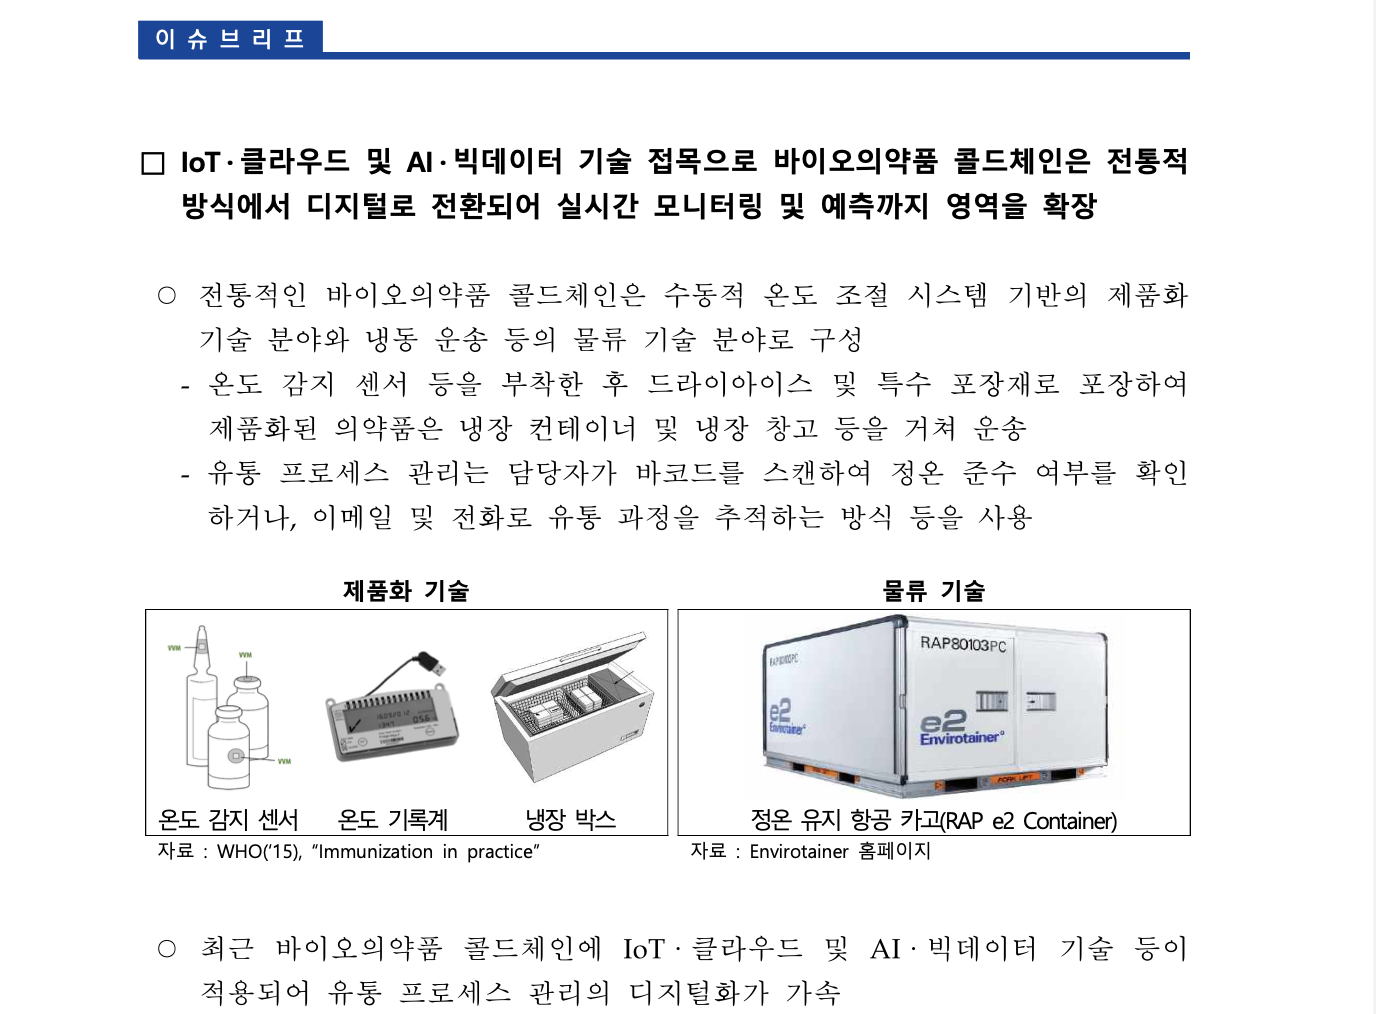 이슈브리프
□ IoT·클라우드 및 AI·빅데이터 기술 접목으로 바이오의약품 콜드체인은 전통적
방식에서 디지털로 전환되어 실시간 모니터링 및 예측까지 영역을 확장
○ 전통적인 바이오의약품 콜드체인은 수동적 온도 조절 시스템 기반의 제품화
기술 분야와 냉동 운송 등의 물류 기술 분야로 구성
- 온도 감지 센서 등을 부착한 후 드라이아이스 및 특수 포장재로 포장하여
제품화된 의약품은 냉장 컨테이너 및 냉장 창고 등을 거쳐 운송
- 유통 프로세스 관리는 담당자가 바코드를 스캔하여 정온 준수 여부를 확인
하거나, 이메일 및 전화로 유통 과정을 추적하는 방식 등을 사용
제품화 기술
VVM
VVM
VVM
온도 감지 센서
온도 기록계
냉장 박스
자료 : WHO('15), "Immunization in practice"
물류 기술
RAP80103PC
e2
Envirotainer
RAP80103PC
e2
Envirotainer
FORK LIFT
정온 유지 항공 카고(RAP e2 Container)
자료 : Envirotainer 홈페이지
○ 최근 바이오의약품 콜드체인에 IoT·클라우드 및 AI·빅데이터 기술 등이
적용되어 유통 프로세스 관리의 디지털화가 가속